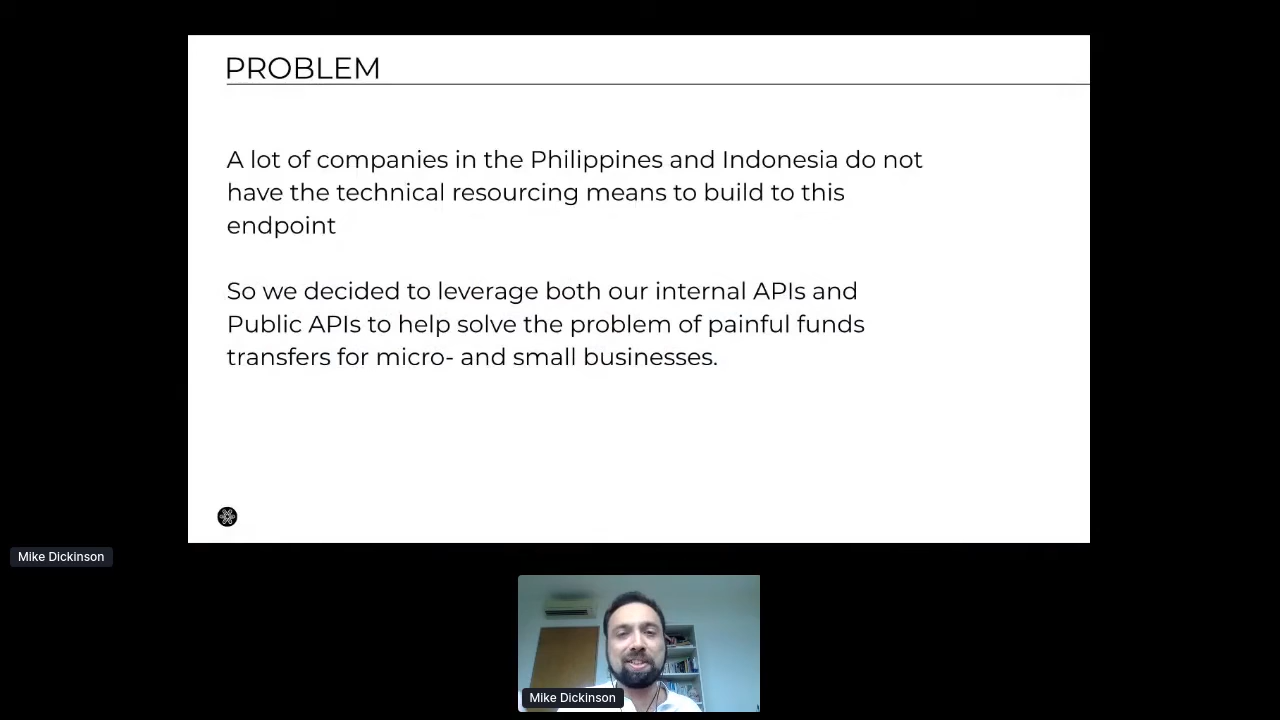 PROBLEM
A lot of companies in the Philippines and Indonesia do not
have the technical resourcing means to build to this
endpoint
So we decided to leverage both our internal APIs and
Public APIs to help solve the problem of painful funds
transfers for micro- and small businesses.
Mike Dickinson
Mike Dickinson